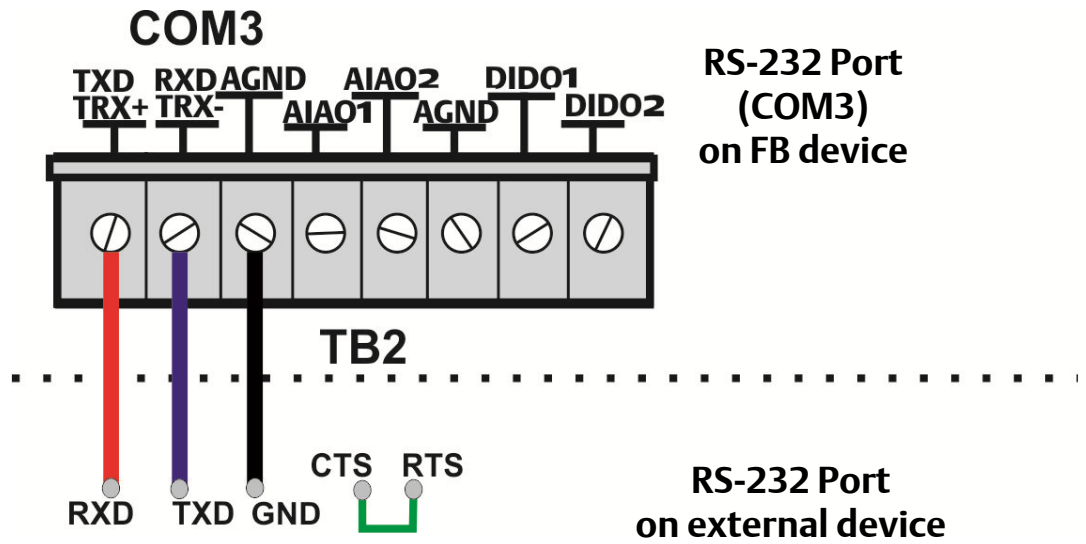 COM3
TXD RXD AGND AIAO2 DIDO1
TRX+ TRX- AIAO1 AGND DIDO2
RS-232 Port
(COM3)
on FB device
TB2
CTS RTS
RXD TXD GND
RS-232 Port
on external device